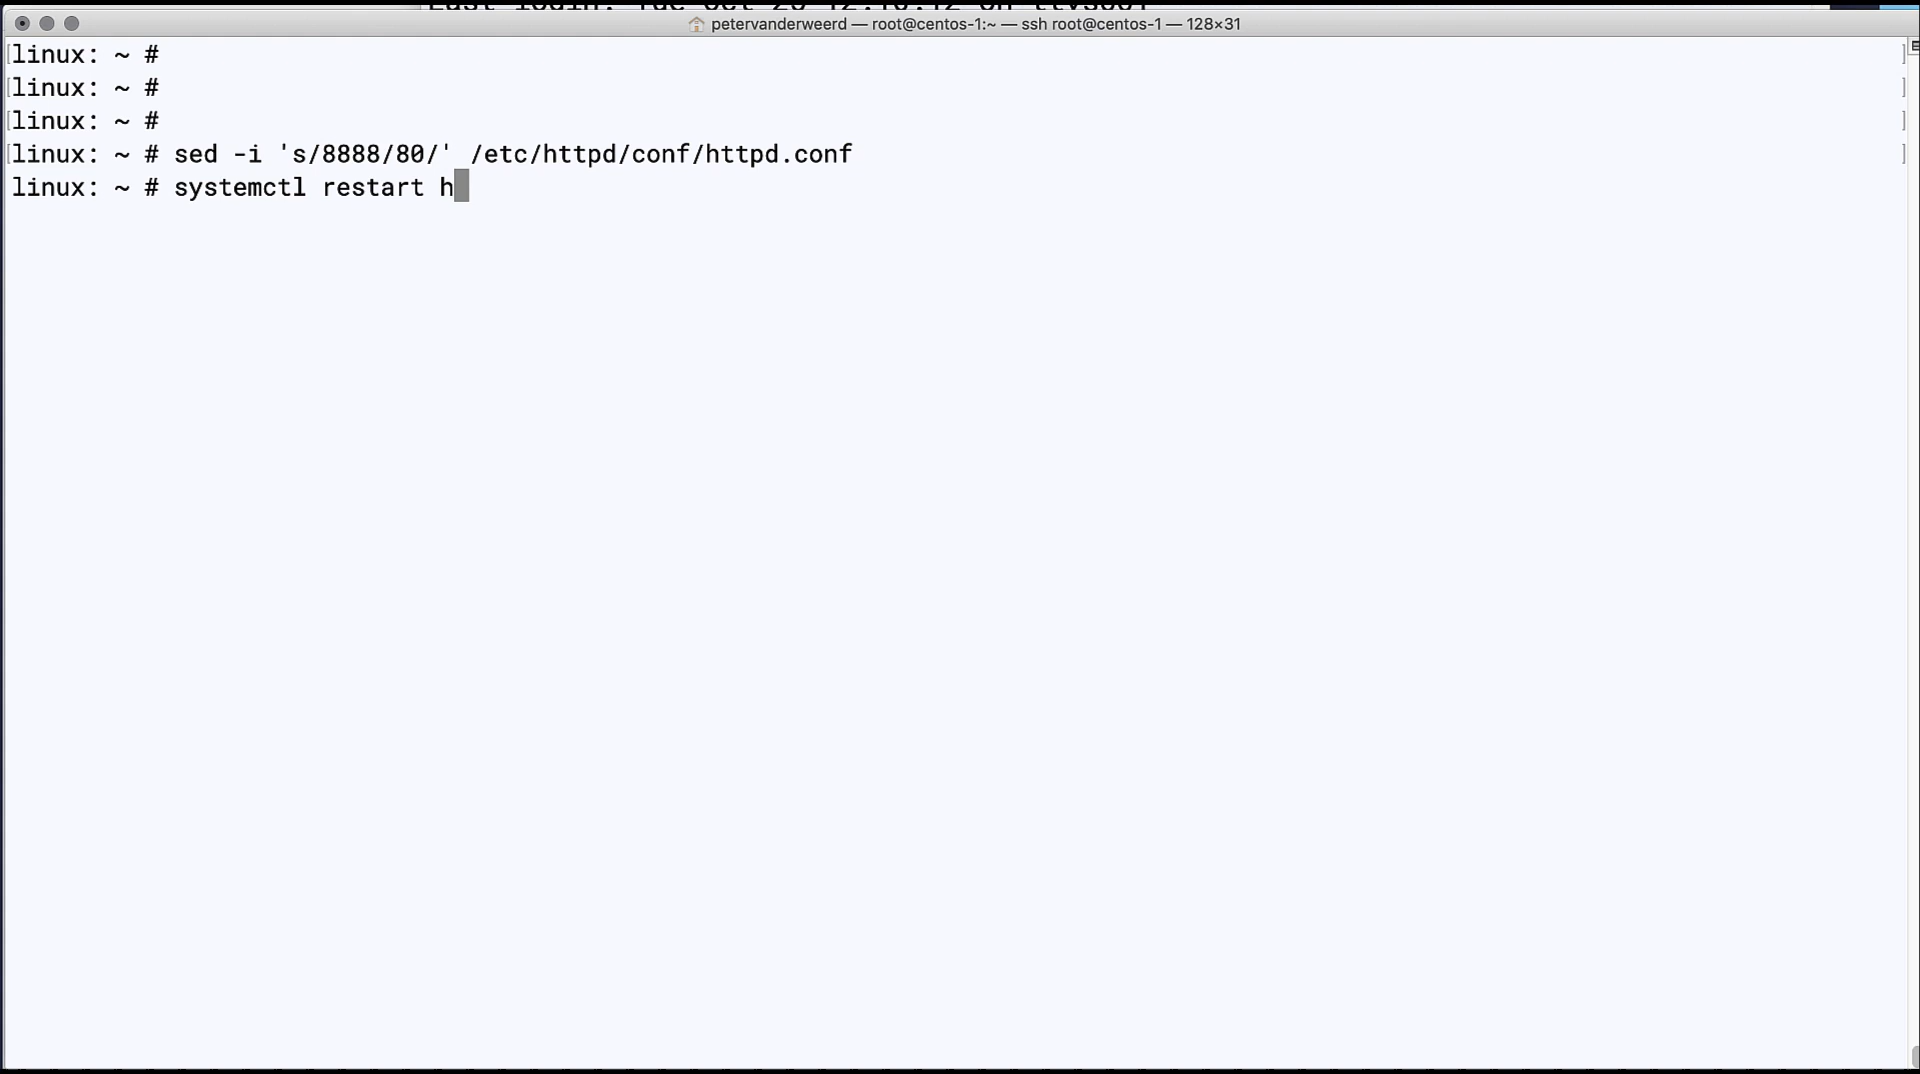 petervanderweerd — root@centos-1:~ — ssh root@centos-1 — 128×31
[linux: ~ # ]
[linux: ~ # ]
[linux: ~ # ]
[linux: ~ # sed -i 's/8888/80/' /etc/httpd/conf/httpd.conf ]
linux: ~ # systemctl restart h